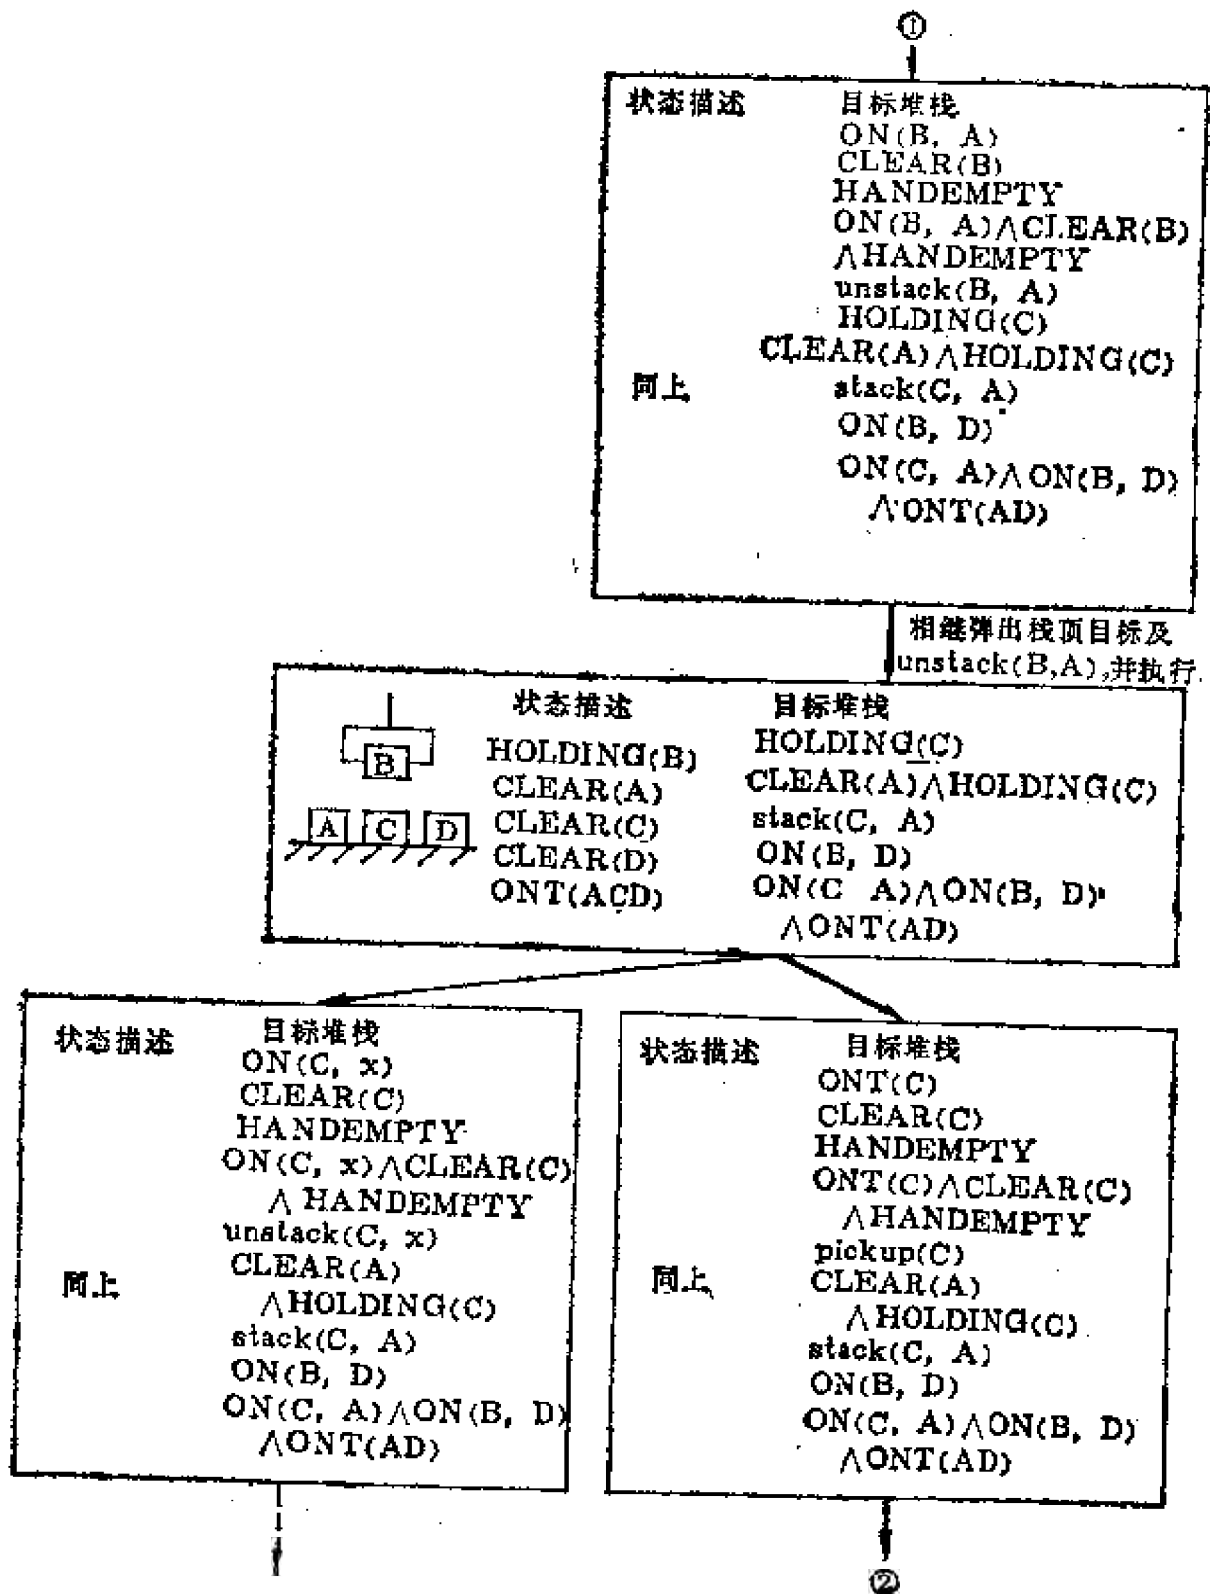 ①
状态描述 目标堆栈
ON(B, A)
CLEAR(B)
HANDEMPTY
ON(B, A)∧CLEAR(B)
∧HANDEMPTY
unstack(B, A)
HOLDING(C)
CLEAR(A)∧HOLDING(C)
同上 stack(C, A)
ON(B, D)
ON(C, A)∧ON(B, D)
∧ONT(AD)
相继弹出栈顶目标及
unstack(B,A),并执行
状态描述 目标堆栈
HOLDING(B) HOLDING(C)
B
CLEAR(A) CLEAR(A)∧HOLDING(C)
A C D CLEAR(C) stack(C, A)
CLEAR(D) ON(B, D)
ONT(ACD) ON(C A)∧ON(B, D)
∧ONT(AD)
状态描述 目标堆栈
ON(C, x)
CLEAR(C)
HANDEMPTY
ON(C, x)∧CLEAR(C)
∧HANDEMPTY
unstack(C, x)
CLEAR(A)
同上 ∧HOLDING(C)
stack(C, A)
ON(B, D)
ON(C, A)∧ON(B, D)
∧ONT(AD)
状态描述 目标堆栈
ONT(C)
CLEAR(C)
HANDEMPTY
ONT(C)∧CLEAR(C)
∧HANDEMPTY
pickup(C)
同上 CLEAR(A)
∧HOLDING(C)
stack(C, A)
ON(B, D)
ON(C, A)∧ON(B, D)
∧ONT(AD)
②